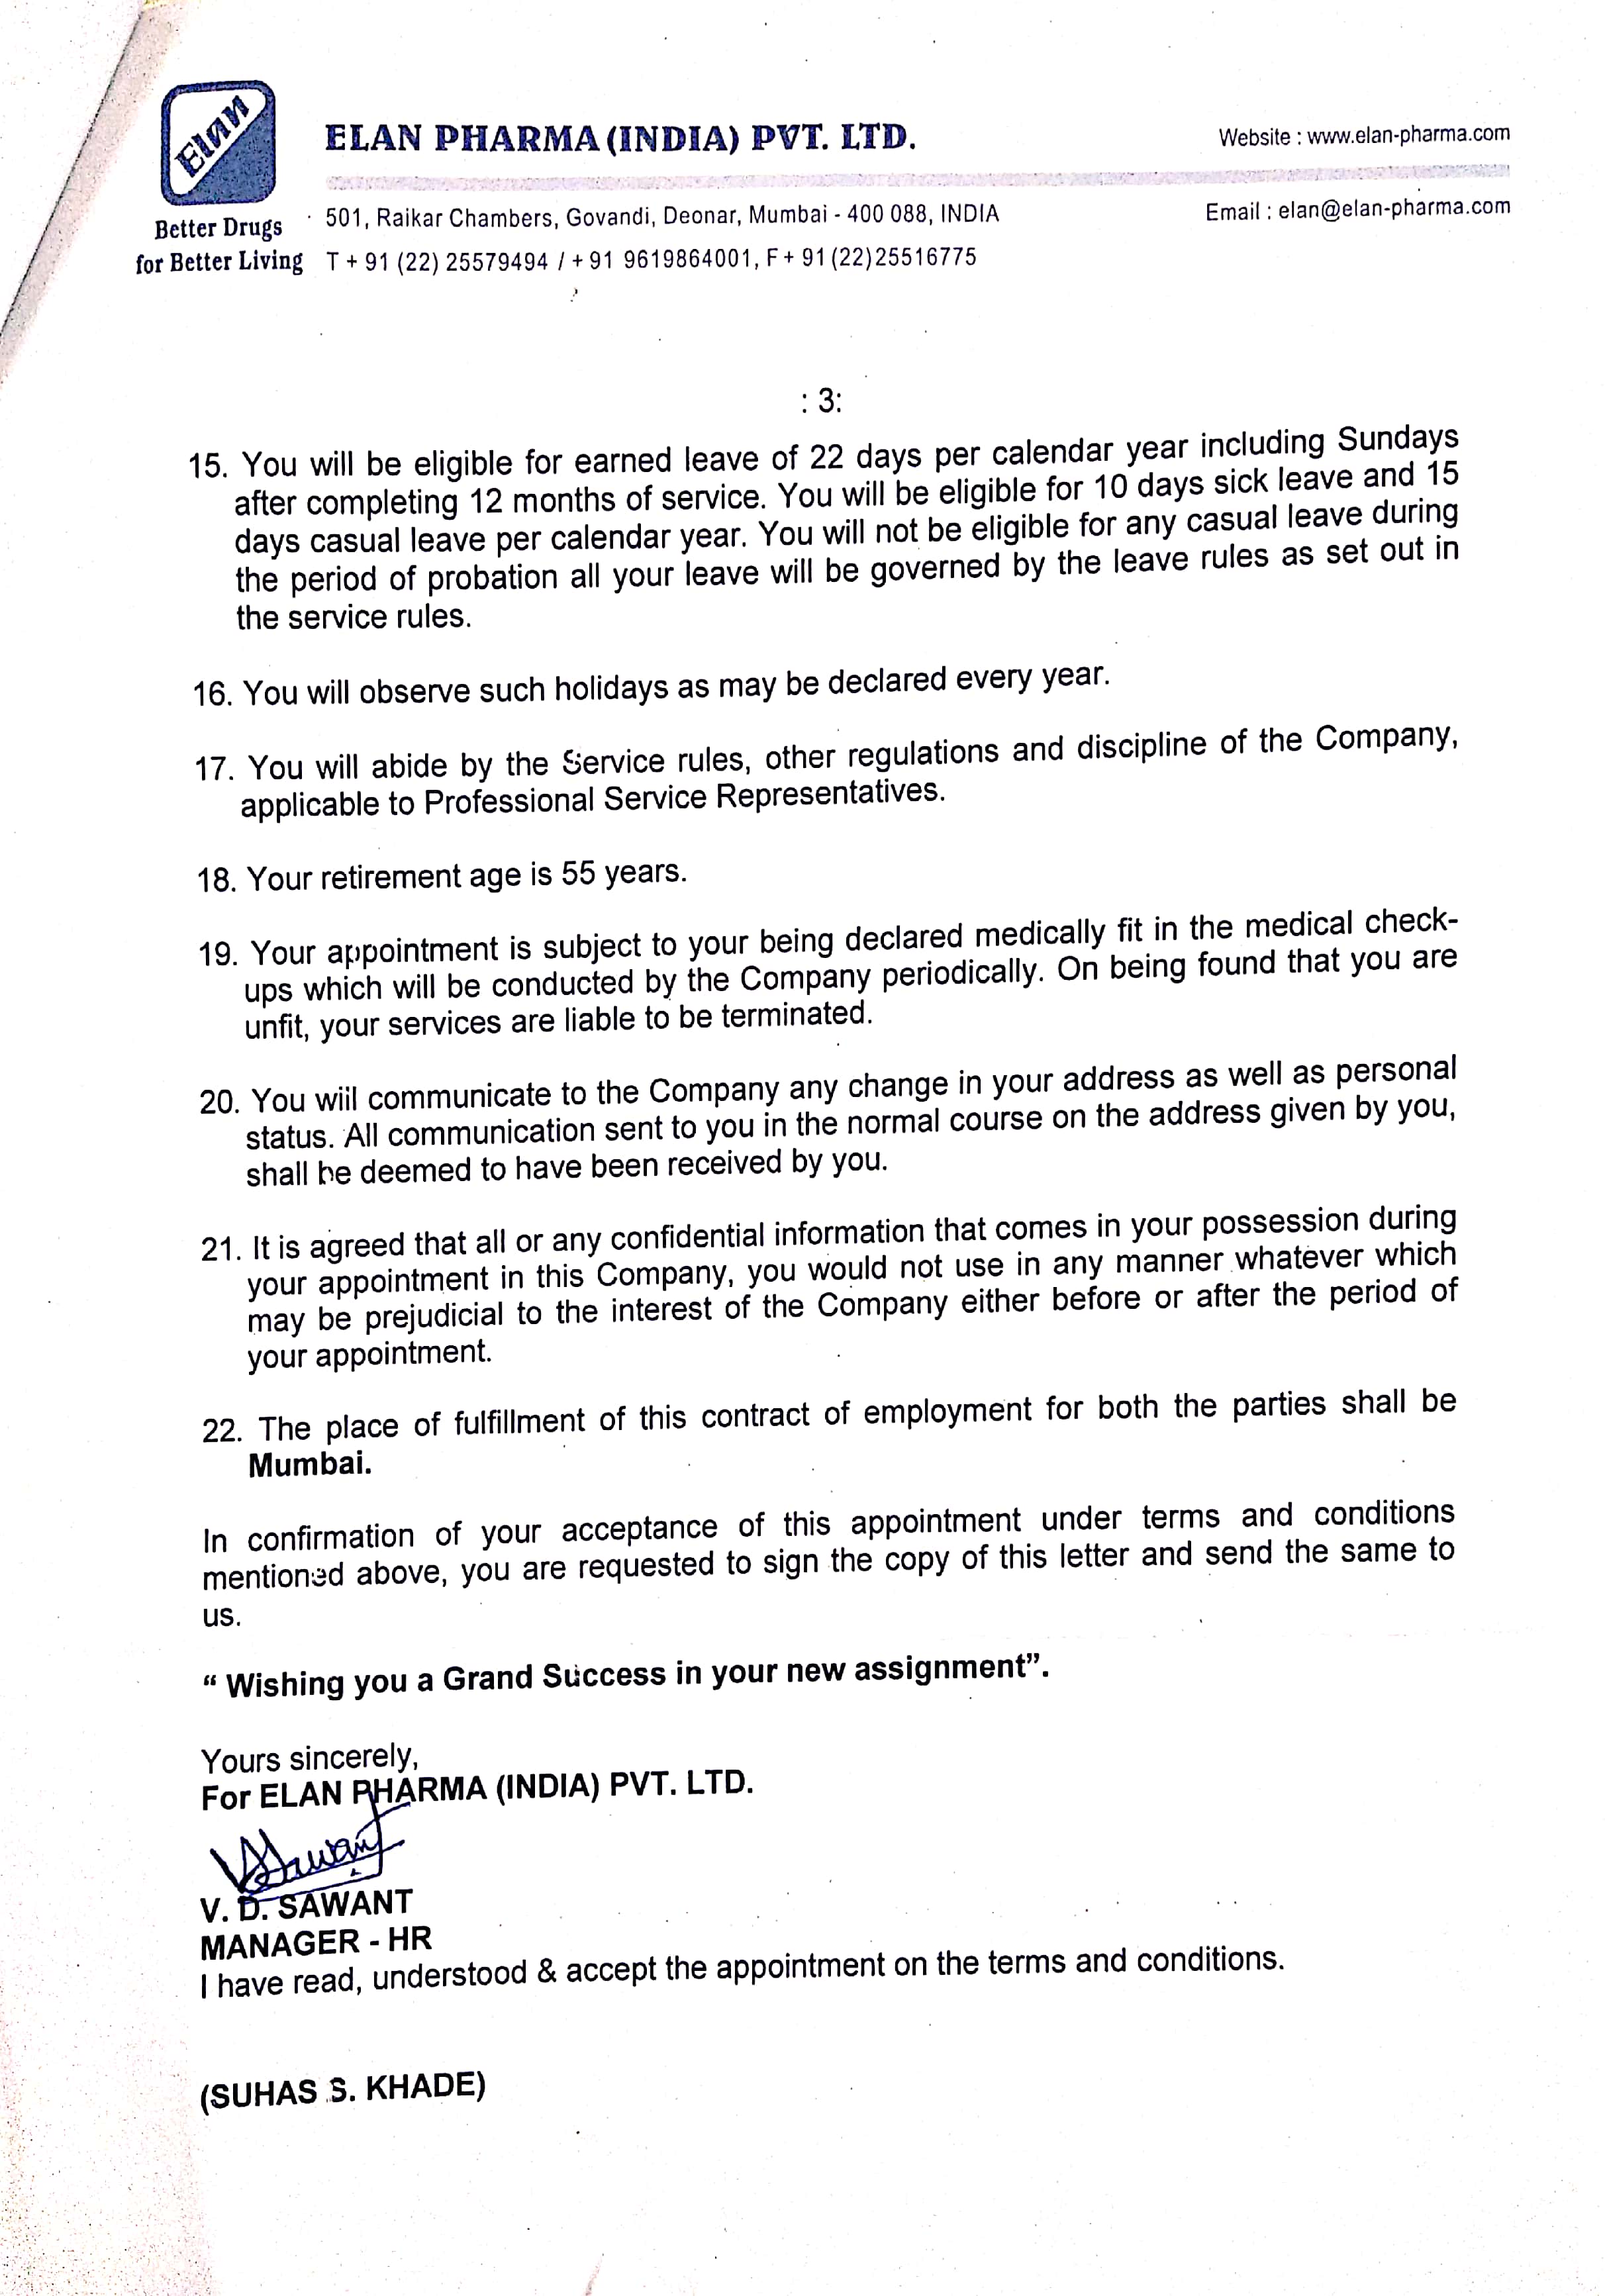 Elan
ELAN PHARMA (INDIA) PVT. LTD.
Website : www.elan-pharma.com
Better Drugs
for Better Living
501, Raikar Chambers, Govandi, Deonar, Mumbai - 400 088, INDIA
Email : elan@elan-pharma.com
T + 91 (22) 25579494 / + 91 9619864001, F + 91 (22) 25516775
: 3:
15. You will be eligible for earned leave of 22 days per calendar year including Sundays
after completing 12 months of service. You will be eligible for 10 days sick leave and 15
days casual leave per calendar year. You will not be eligible for any casual leave during
the period of probation all your leave will be governed by the leave rules as set out in
the service rules.
16. You will observe such holidays as may be declared every year.
17. You will abide by the Service rules, other regulations and discipline of the Company,
applicable to Professional Service Representatives.
18. Your retirement age is 55 years.
19. Your appointment is subject to your being declared medically fit in the medical check-
ups which will be conducted by the Company periodically. On being found that you are
unfit, your services are liable to be terminated.
20. You will communicate to the Company any change in your address as well as personal
status. All communication sent to you in the normal course on the address given by you,
shall be deemed to have been received by you.
21. It is agreed that all or any confidential information that comes in your possession during
your appointment in this Company, you would not use in any manner whatever which
may be prejudicial to the interest of the Company either before or after the period of
your appointment.
22. The place of fulfillment of this contract of employment for both the parties shall be
Mumbai.
In confirmation of your acceptance of this appointment under terms and conditions
mentioned above, you are requested to sign the copy of this letter and send the same to
us.
“ Wishing you a Grand Success in your new assignment”.
Yours sincerely,
For ELAN PHARMA (INDIA) PVT. LTD.
VSawant
V. D. SAWANT
MANAGER - HR
I have read, understood & accept the appointment on the terms and conditions.
(SUHAS S. KHADE)